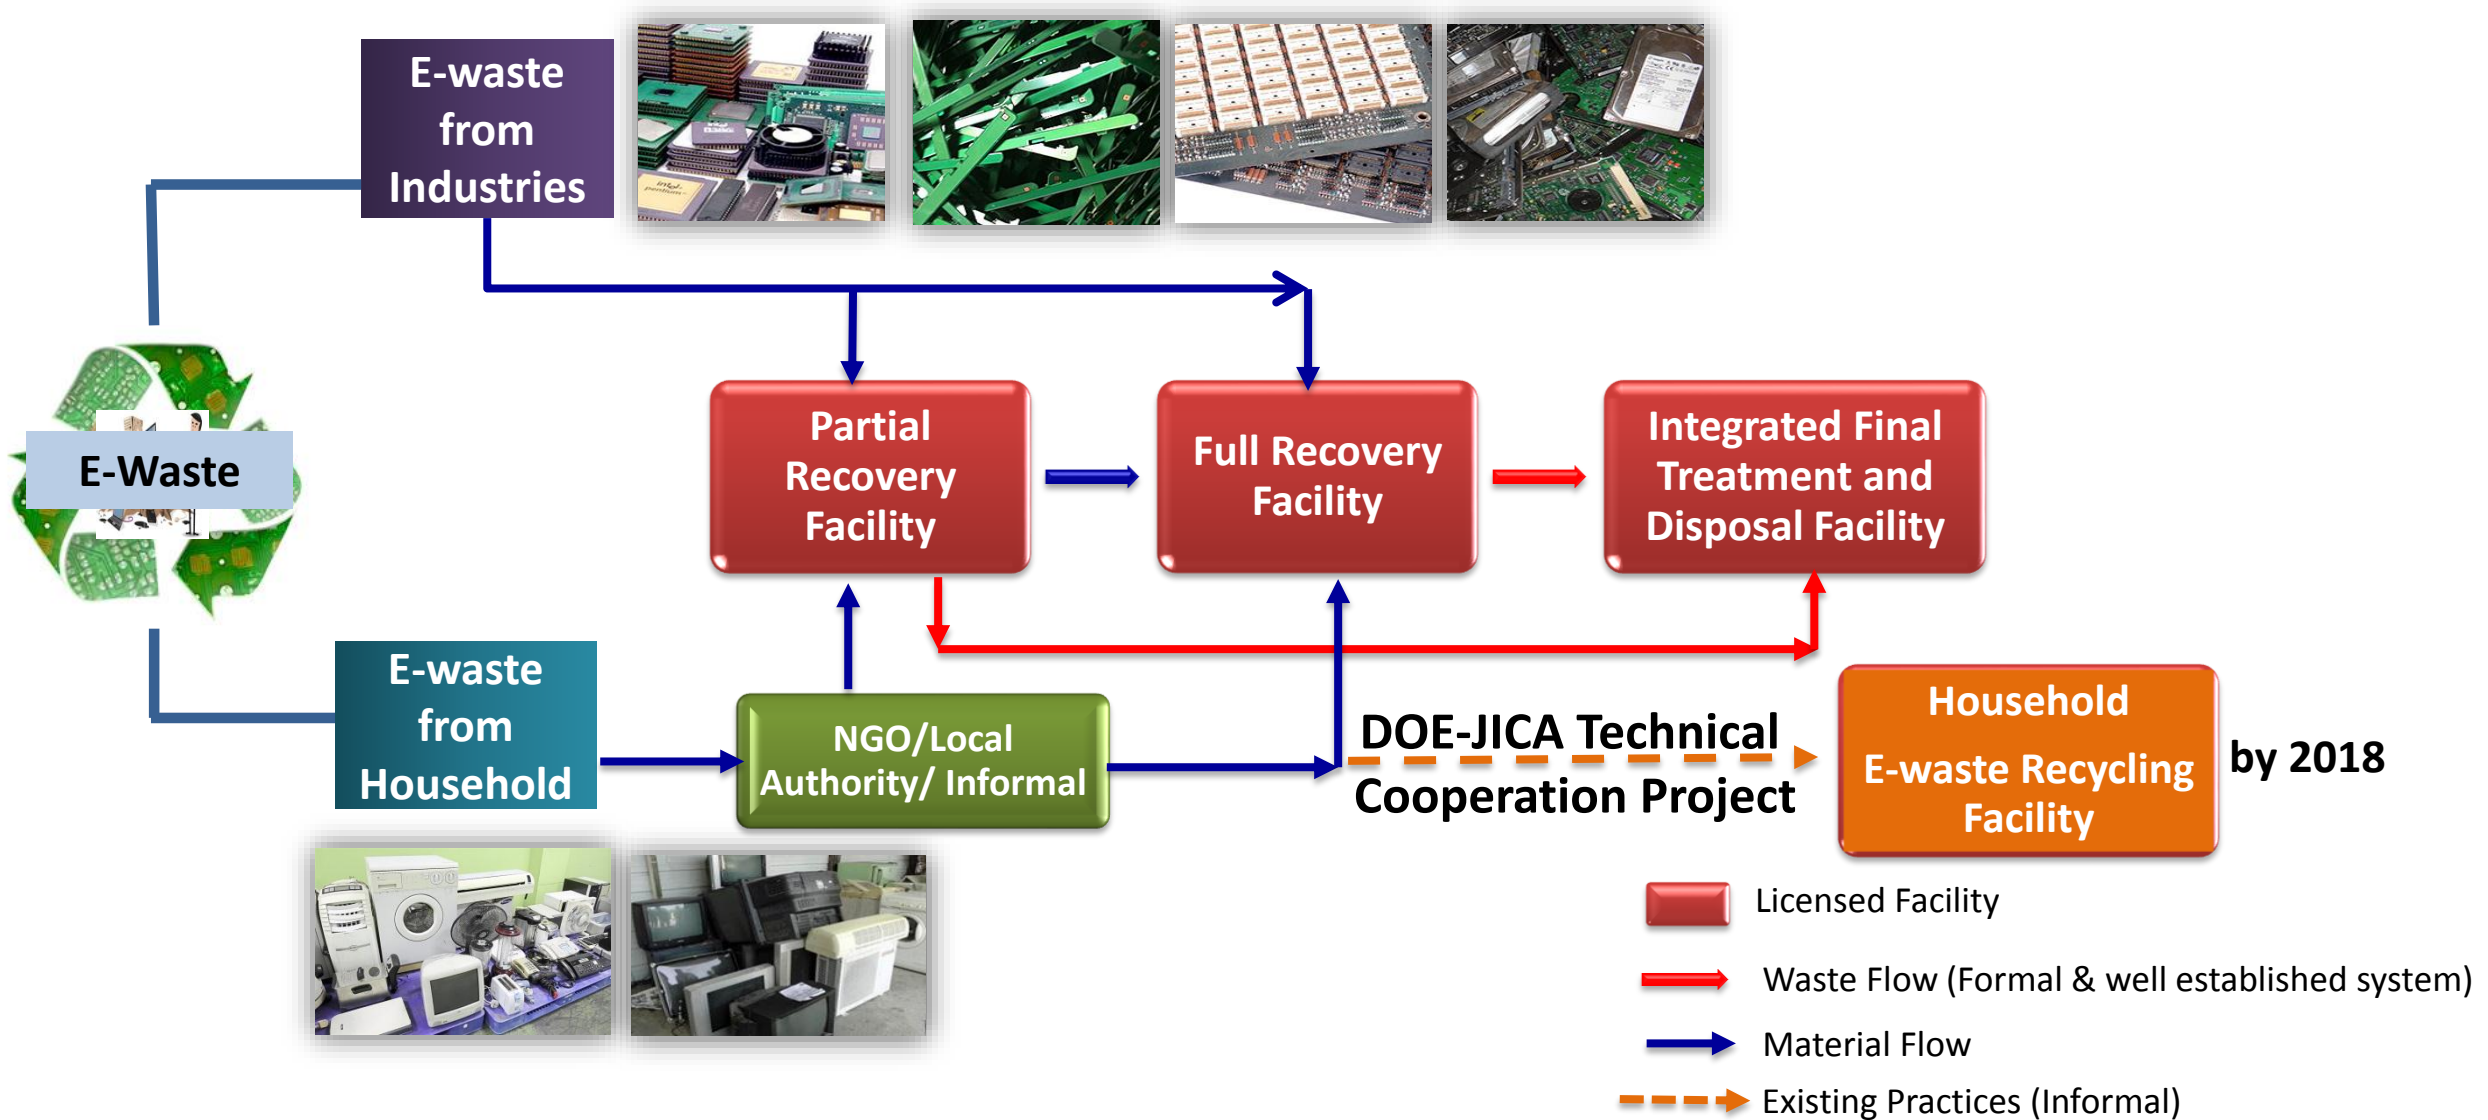 E-waste
from
Industries
E-Waste
Partial
Recovery
Facility
Full Recovery
Facility
Integrated Final
Treatment and
Disposal Facility
E-waste
from
Household
NGO/Local
Authority/ Informal
DOE-JICA Technical
Cooperation Project
Household
E-waste Recycling
Facility
by 2018
Licensed Facility
Waste Flow (Formal & well established system)
Material Flow
Existing Practices (Informal)
intel
pentium